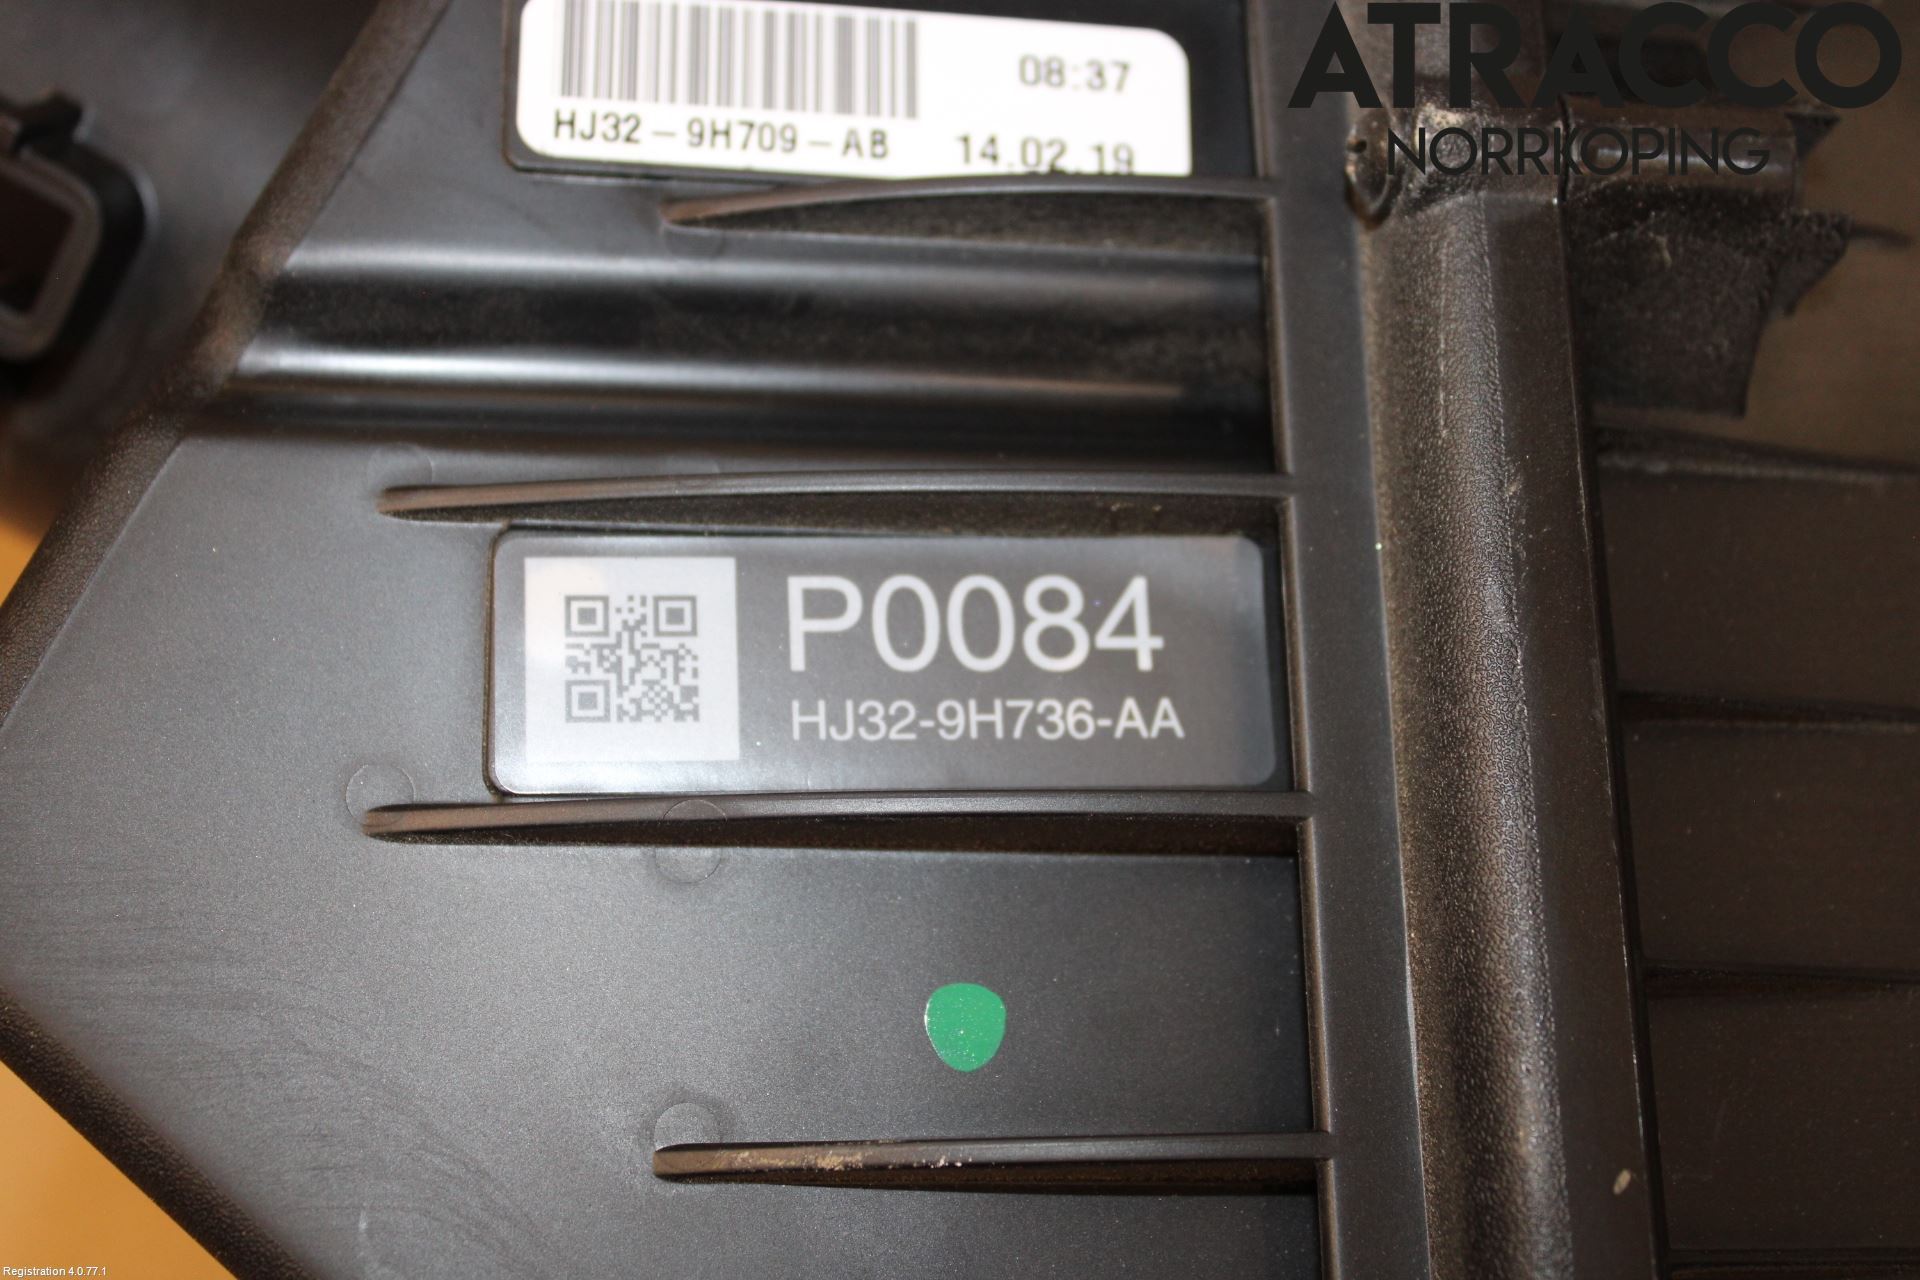 ATRACCO
NORRKOPING
08:37
HJ32-9H709-AB 14.02.19
P0084
HJ32-9H736-AA
Registration 4.0.77.1